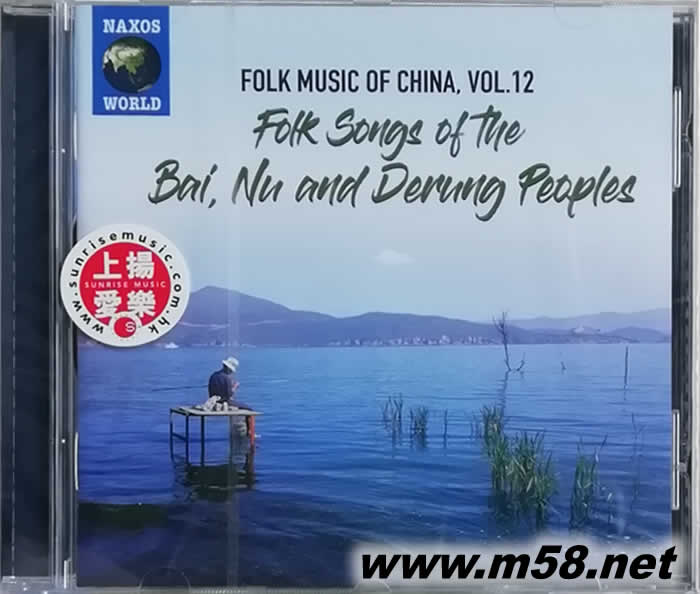 NAXOS
WORLD
FOLK MUSIC OF CHINA, VOL.12
Folk Songs of the
Bai, Nu and Derung Peoples
www.sunrisemusic.com.hk
上揚
SUNRISE MUSIC
愛樂
S
www.m58.net